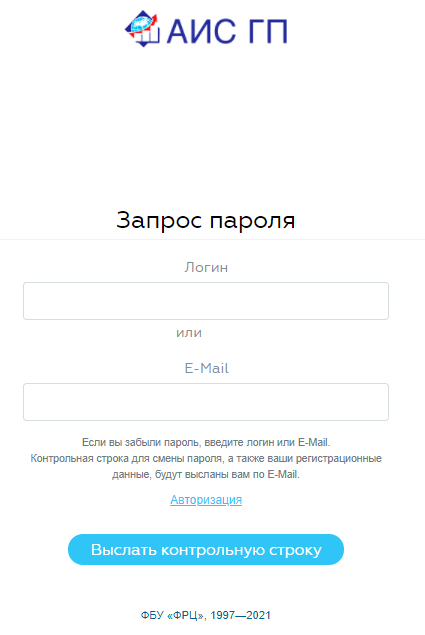 АИС ГП
Запрос пароля
Логин
или
E-Mail
Если вы забыли пароль, введите логин или E-Mail.
Контрольная строка для смены пароля, а также ваши регистрационные
данные, будут высланы вам по E-Mail.
Авторизация
Выслать контрольную строку
ФБУ «ФРЦ», 1997—2021